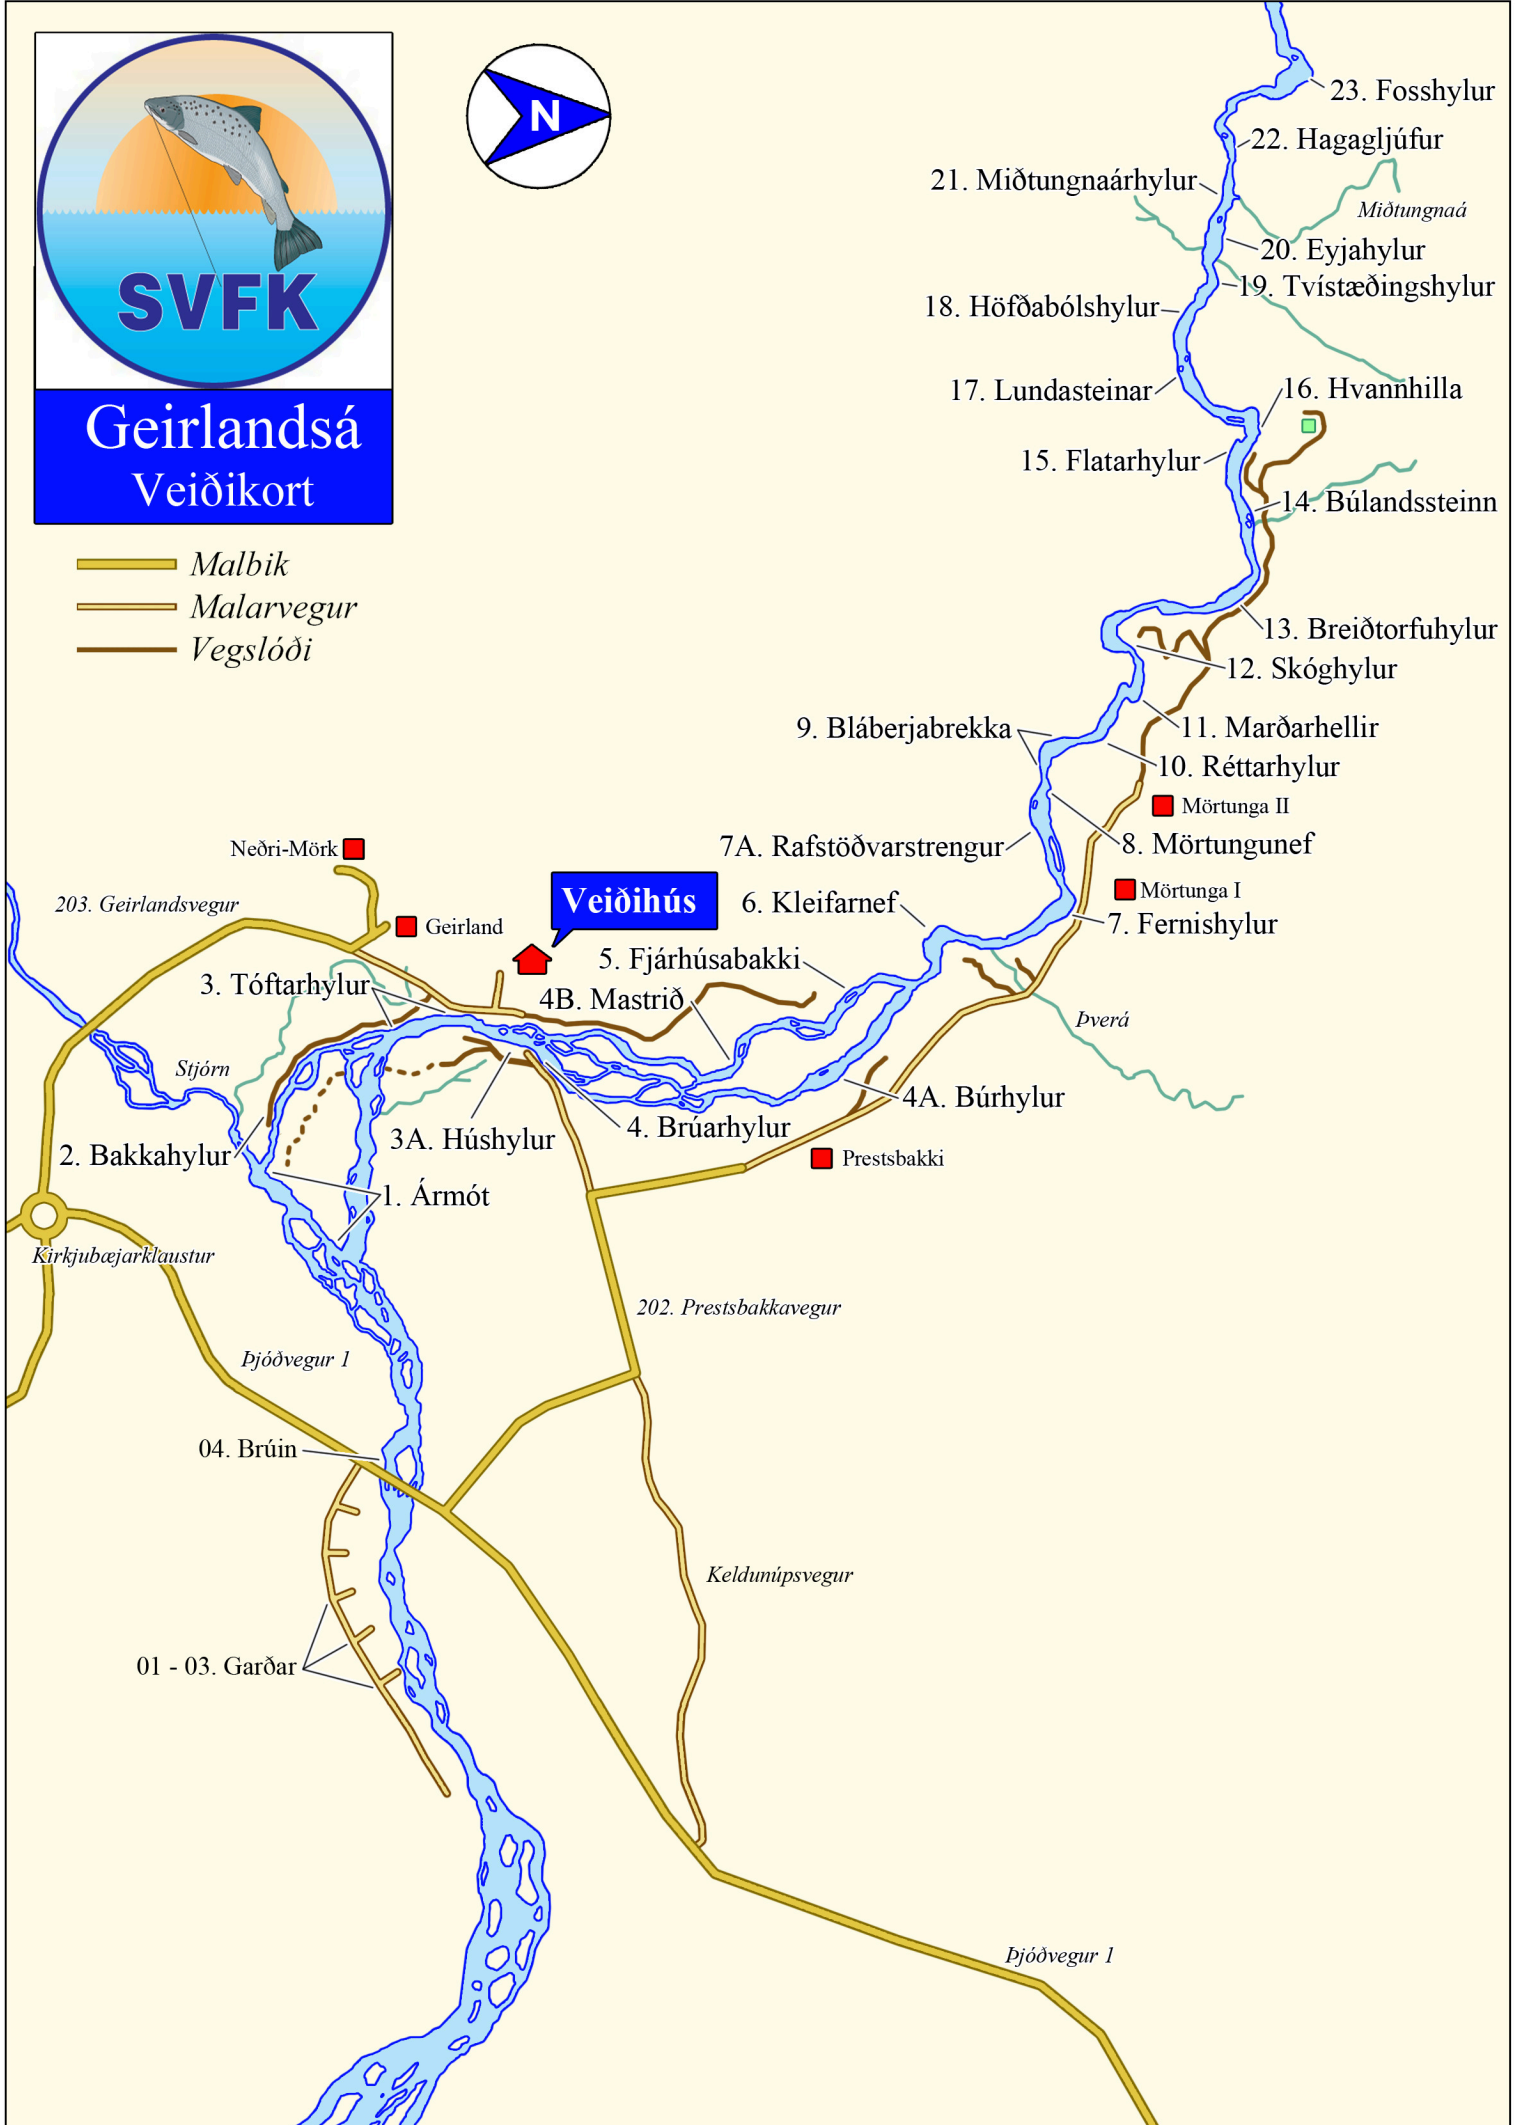 SVFK
Geirlandsá
Veiðikort
N
Malbik
Malarvegur
Vegslóði
23. Fosshylur
22. Hagagljúfur
21. Miðtungnaárhylur
Miðtungnaá
20. Eyjahylur
19. Tvístæðingshylur
18. Höfðabólshylur
17. Lundasteinar
16. Hvannhilla
15. Flatarhylur
14. Búlandssteinn
13. Breiðtorfuhylur
12. Skóghylur
9. Bláberjabrekka
11. Marðarhellir
10. Réttarhylur
Mörtunga II
7A. Rafstöðvarstrengur
8. Mörtungunef
Neðri-Mörk
Mörtunga I
203. Geirlandsvegur
Veiðihús
6. Kleifarnef
7. Fernishylur
Geirland
5. Fjárhúsabakki
3. Tóftarhylur
4B. Mastrið
Þverá
Stjórn
4A. Búrhylur
4. Brúarhylur
3A. Húshylur
2. Bakkahylur
Prestsbakki
1. Ármót
Kirkjubæjarklaustur
202. Prestsbakkavegur
Þjóðvegur 1
04. Brúin
Keldunúpsvegur
01 - 03. Garðar
Þjóðvegur 1